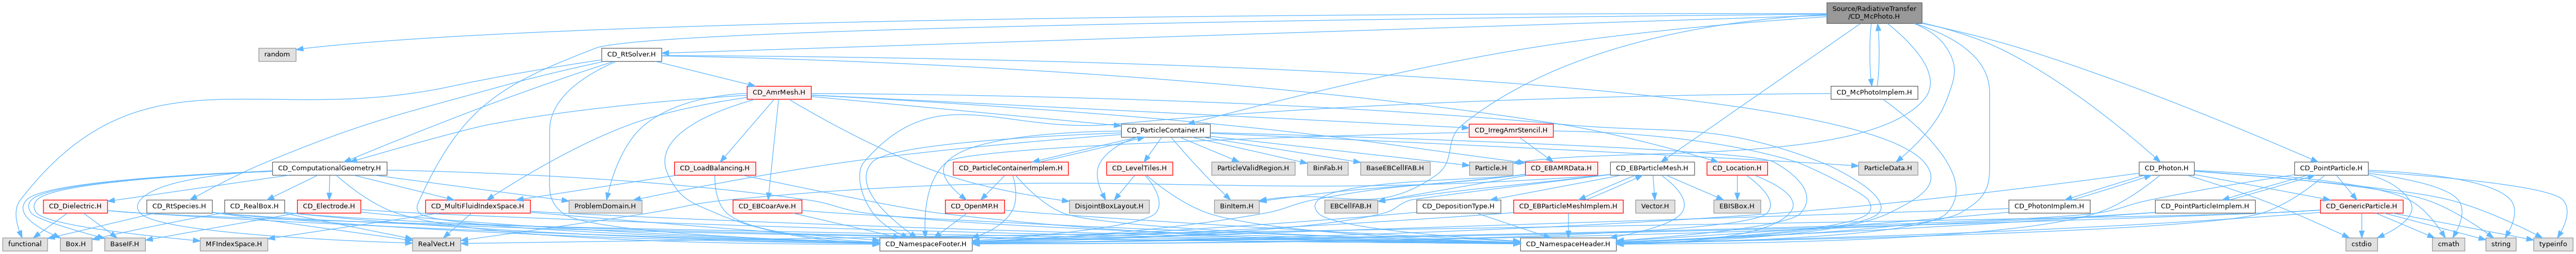 Source/RadiativeTransfer
/CD_McPhoto.H
random
CD_RtSolver.H
CD_AmrMesh.H
CD_McPhotoImplem.H
CD_ParticleContainer.H
CD_IrregAmrStencil.H
CD_ComputationalGeometry.H
CD_LoadBalancing.H
CD_ParticleContainerImplem.H
CD_LevelTiles.H
ParticleValidRegion.H
BinFab.H
BaseEBCellFAB.H
Particle.H
CD_EBAMRData.H
CD_EBParticleMesh.H
CD_Location.H
ParticleData.H
CD_Photon.H
CD_PointParticle.H
CD_Dielectric.H
CD_RtSpecies.H
CD_RealBox.H
CD_Electrode.H
CD_MultiFluidIndexSpace.H
ProblemDomain.H
CD_EBCoarAve.H
CD_OpenMP.H
DisjointBoxLayout.H
BinItem.H
EBCellFAB.H
CD_DepositionType.H
CD_EBParticleMeshImplem.H
Vector.H
EBISBox.H
CD_PhotonImplem.H
CD_PointParticleImplem.H
CD_GenericParticle.H
functional
Box.H
BaseIF.H
MFIndexSpace.H
RealVect.H
CD_NamespaceFooter.H
CD_NamespaceHeader.H
cstdio
cmath
string
typeinfo